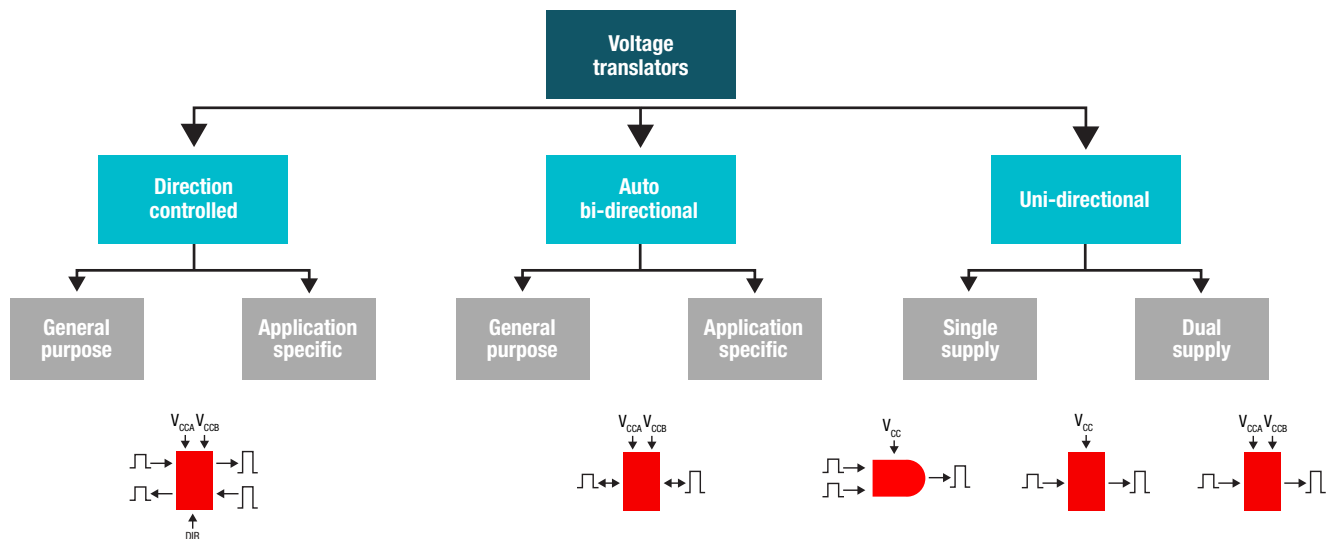 Voltage
translators
Direction
controlled
Auto
bi-directional
Uni-directional
General
purpose
Application
specific
General
purpose
Application
specific
Single
supply
Dual
supply
VCCA VCCB
DIR
VCCA VCCB
VCC
VCC
VCCA VCCB